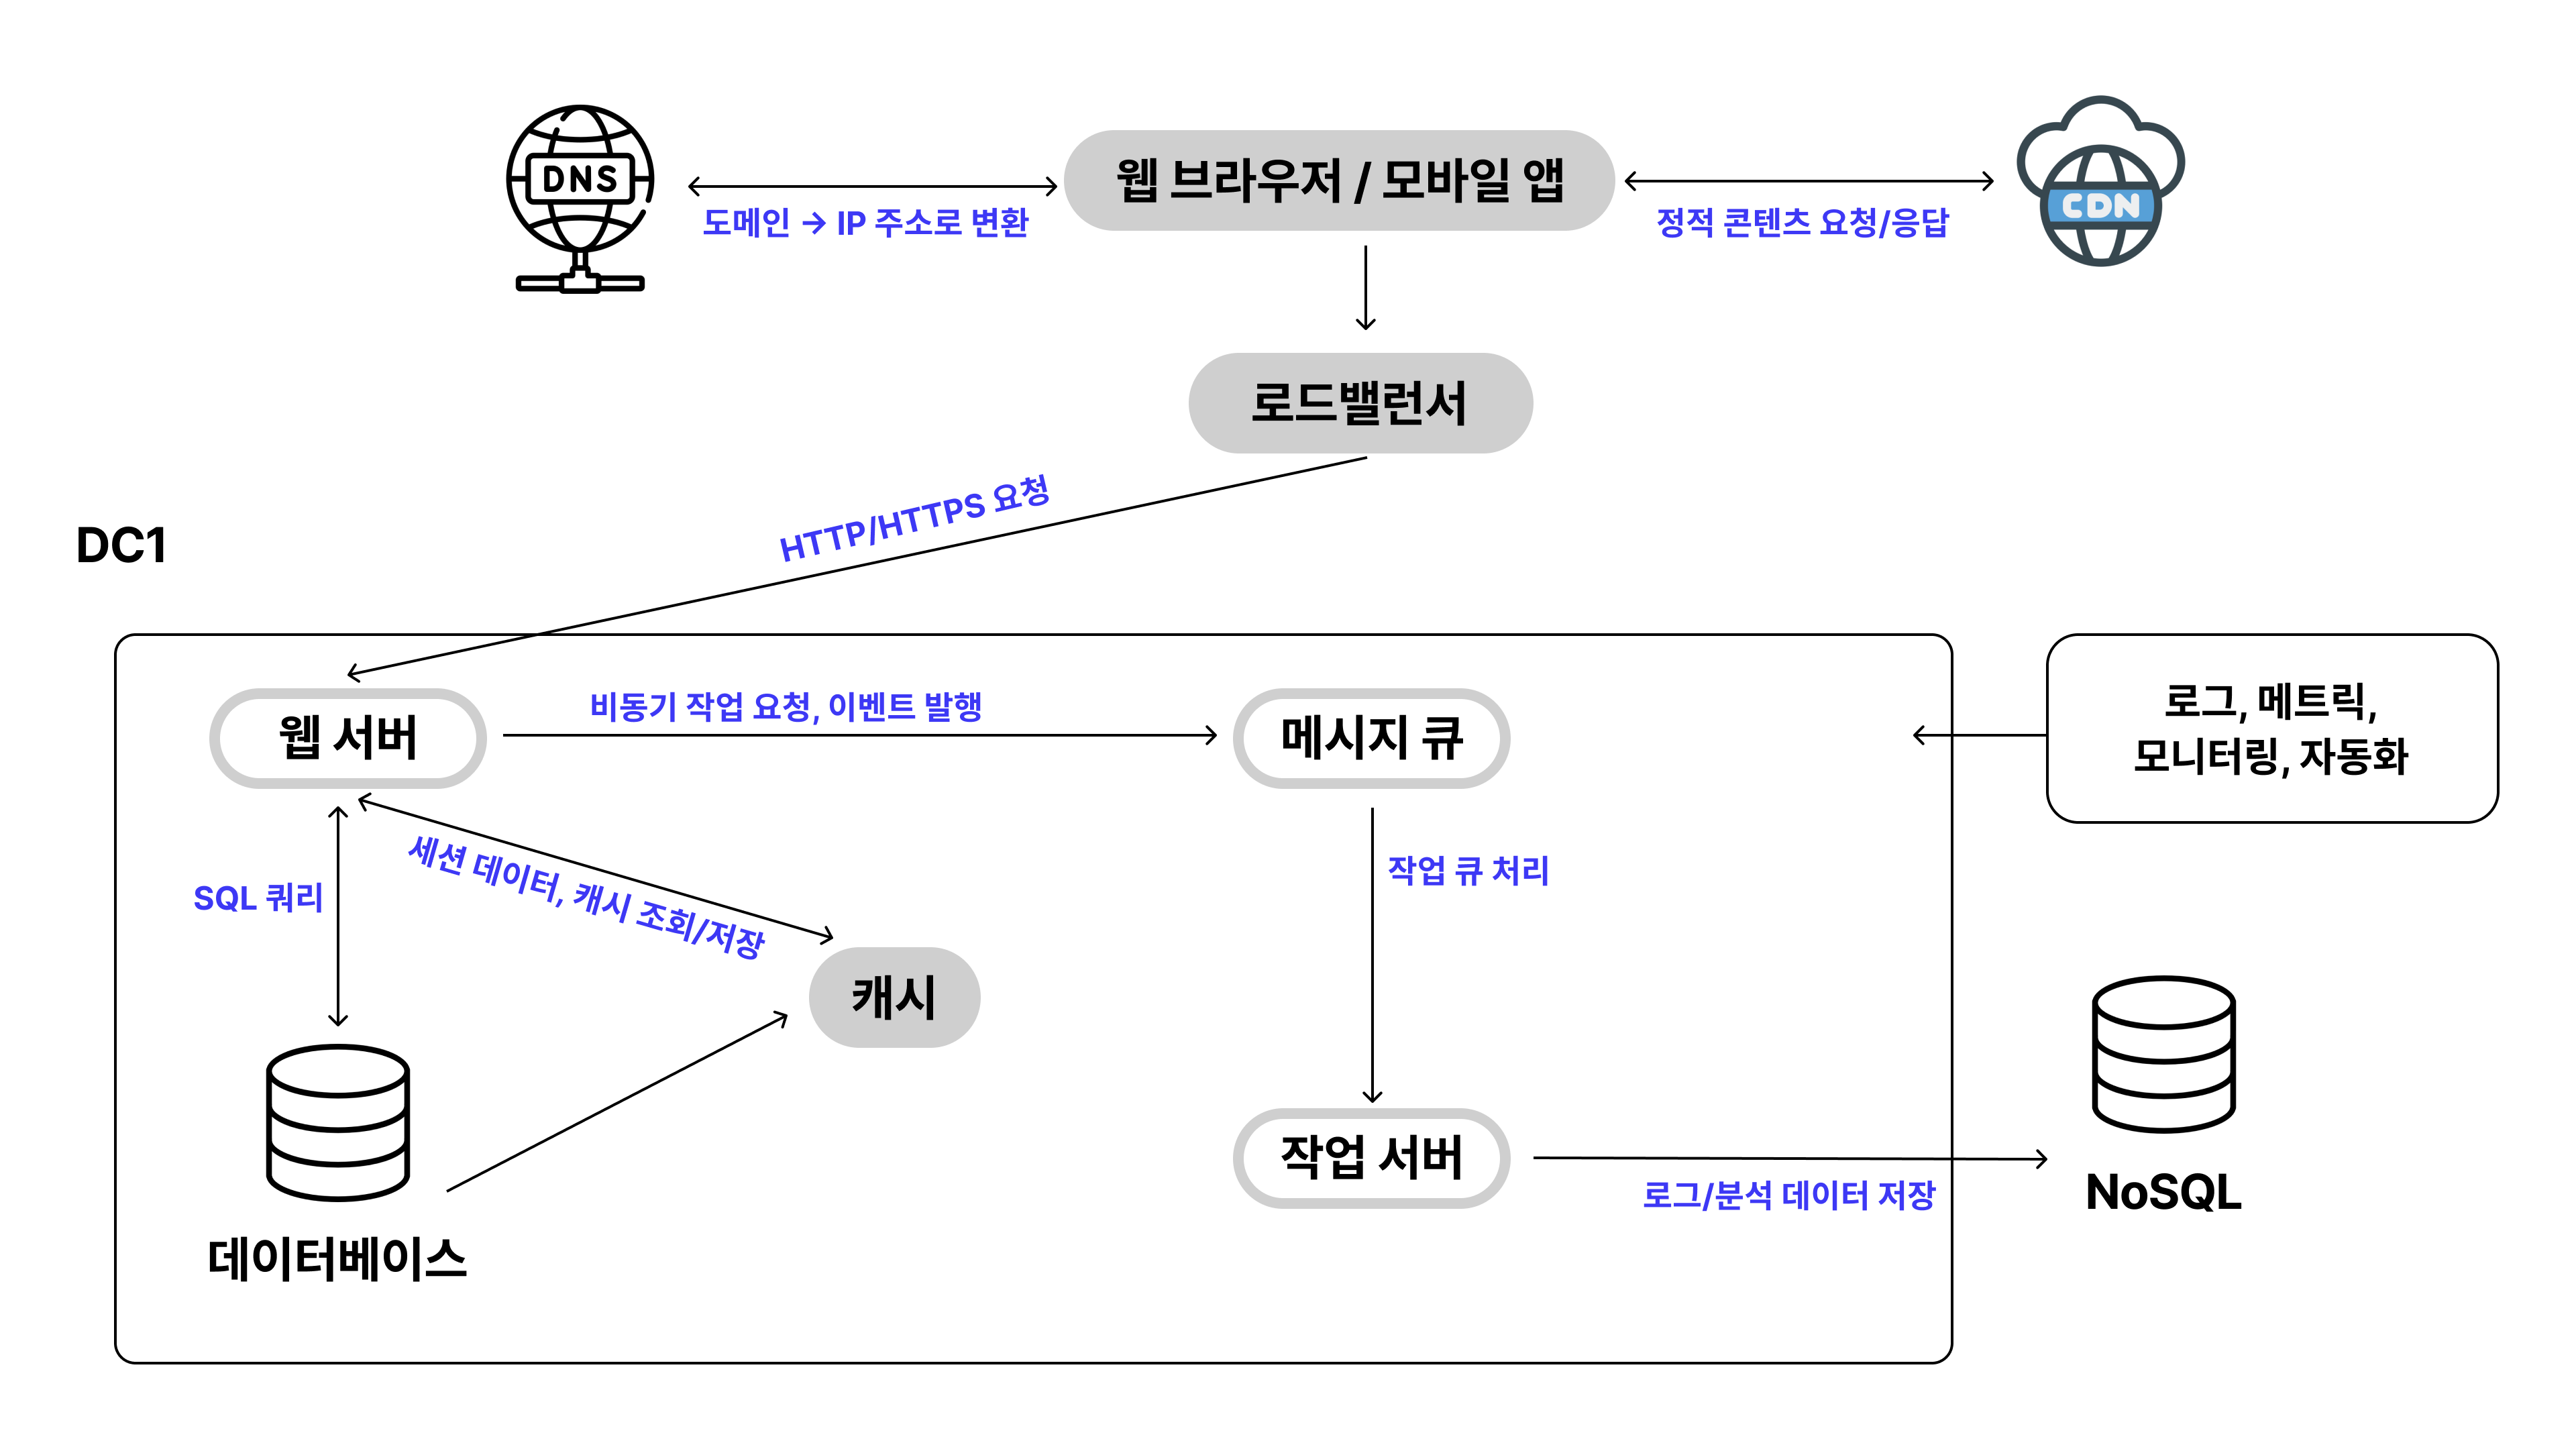 DNS
도메인 → IP 주소로 변환
웹 브라우저 / 모바일 앱
정적 콘텐츠 요청/응답
CDN
로드밸런서
HTTP/HTTPS 요청
DC1
웹 서버
비동기 작업 요청, 이벤트 발행
메시지 큐
로그, 메트릭,
모니터링, 자동화
SQL 쿼리
세션 데이터, 캐시 조회/저장
작업 큐 처리
캐시
작업 서버
로그/분석 데이터 저장
NoSQL
데이터베이스